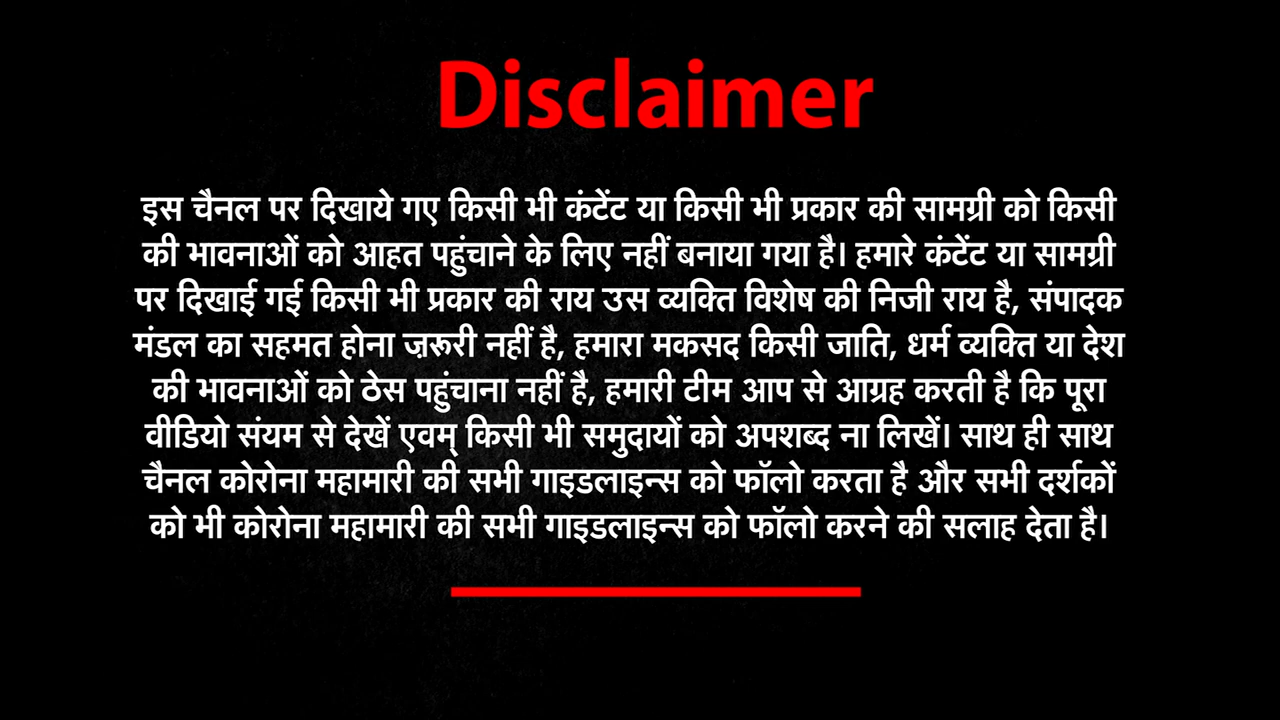 Disclaimer
इस चैनल पर दिखाये गए किसी भी कंटेंट या किसी भी प्रकार की सामग्री को किसी
की भावनाओं को आहत पहुंचाने के लिए नहीं बनाया गया है। हमारे कंटेंट या सामग्री
पर दिखाई गई किसी भी प्रकार की राय उस व्यक्ति विशेष की निजी राय है, संपादक
मंडल का सहमत होना ज़रूरी नहीं है, हमारा मकसद किसी जाति, धर्म व्यक्ति या देश
की भावनाओं को ठेस पहुंचाना नहीं है, हमारी टीम आप से आग्रह करती है कि पूरा
वीडियो संयम से देखें एवम् किसी भी समुदायों को अपशब्द ना लिखें। साथ ही साथ
चैनल कोरोना महामारी की सभी गाइडलाइन्स को फॉलो करता है और सभी दर्शकों
को भी कोरोना महामारी की सभी गाइडलाइन्स को फॉलो करने की सलाह देता है।